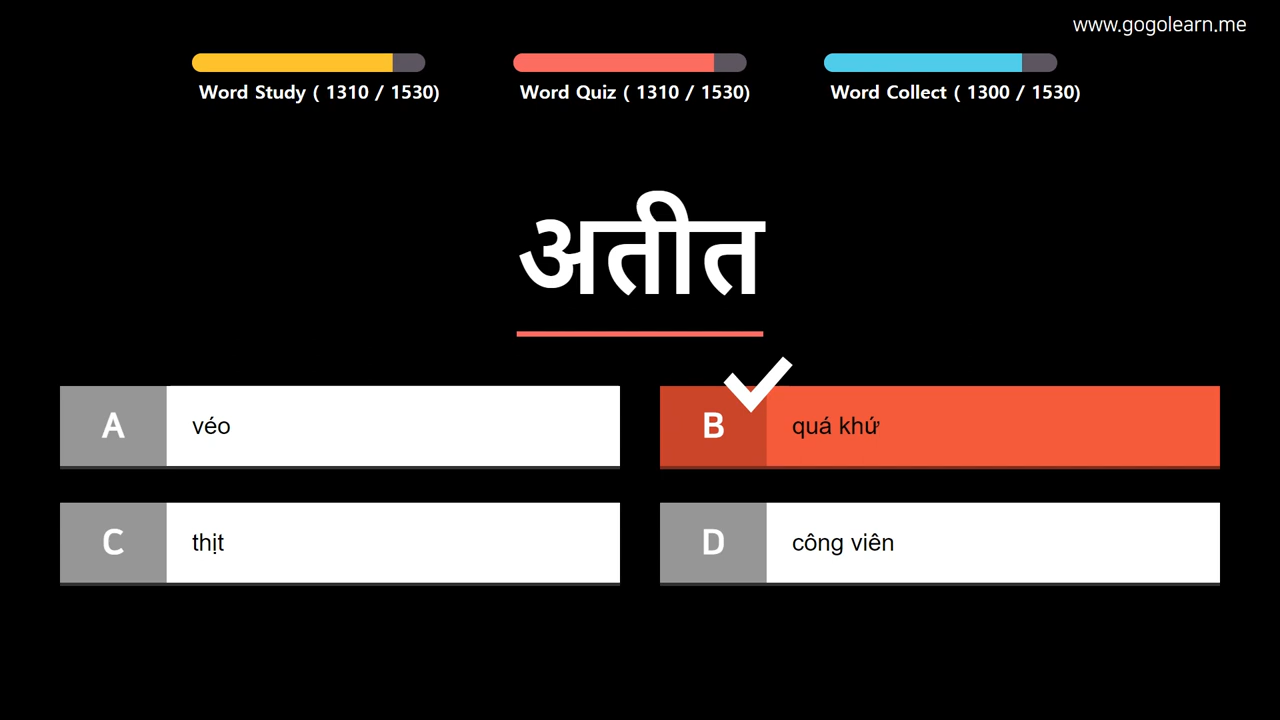 www.gogolearn.me
Word Study ( 1310 / 1530)
Word Quiz ( 1310 / 1530)
Word Collect ( 1300 / 1530)
अतीत
A véo
B quá khứ
C thịt
D công viên